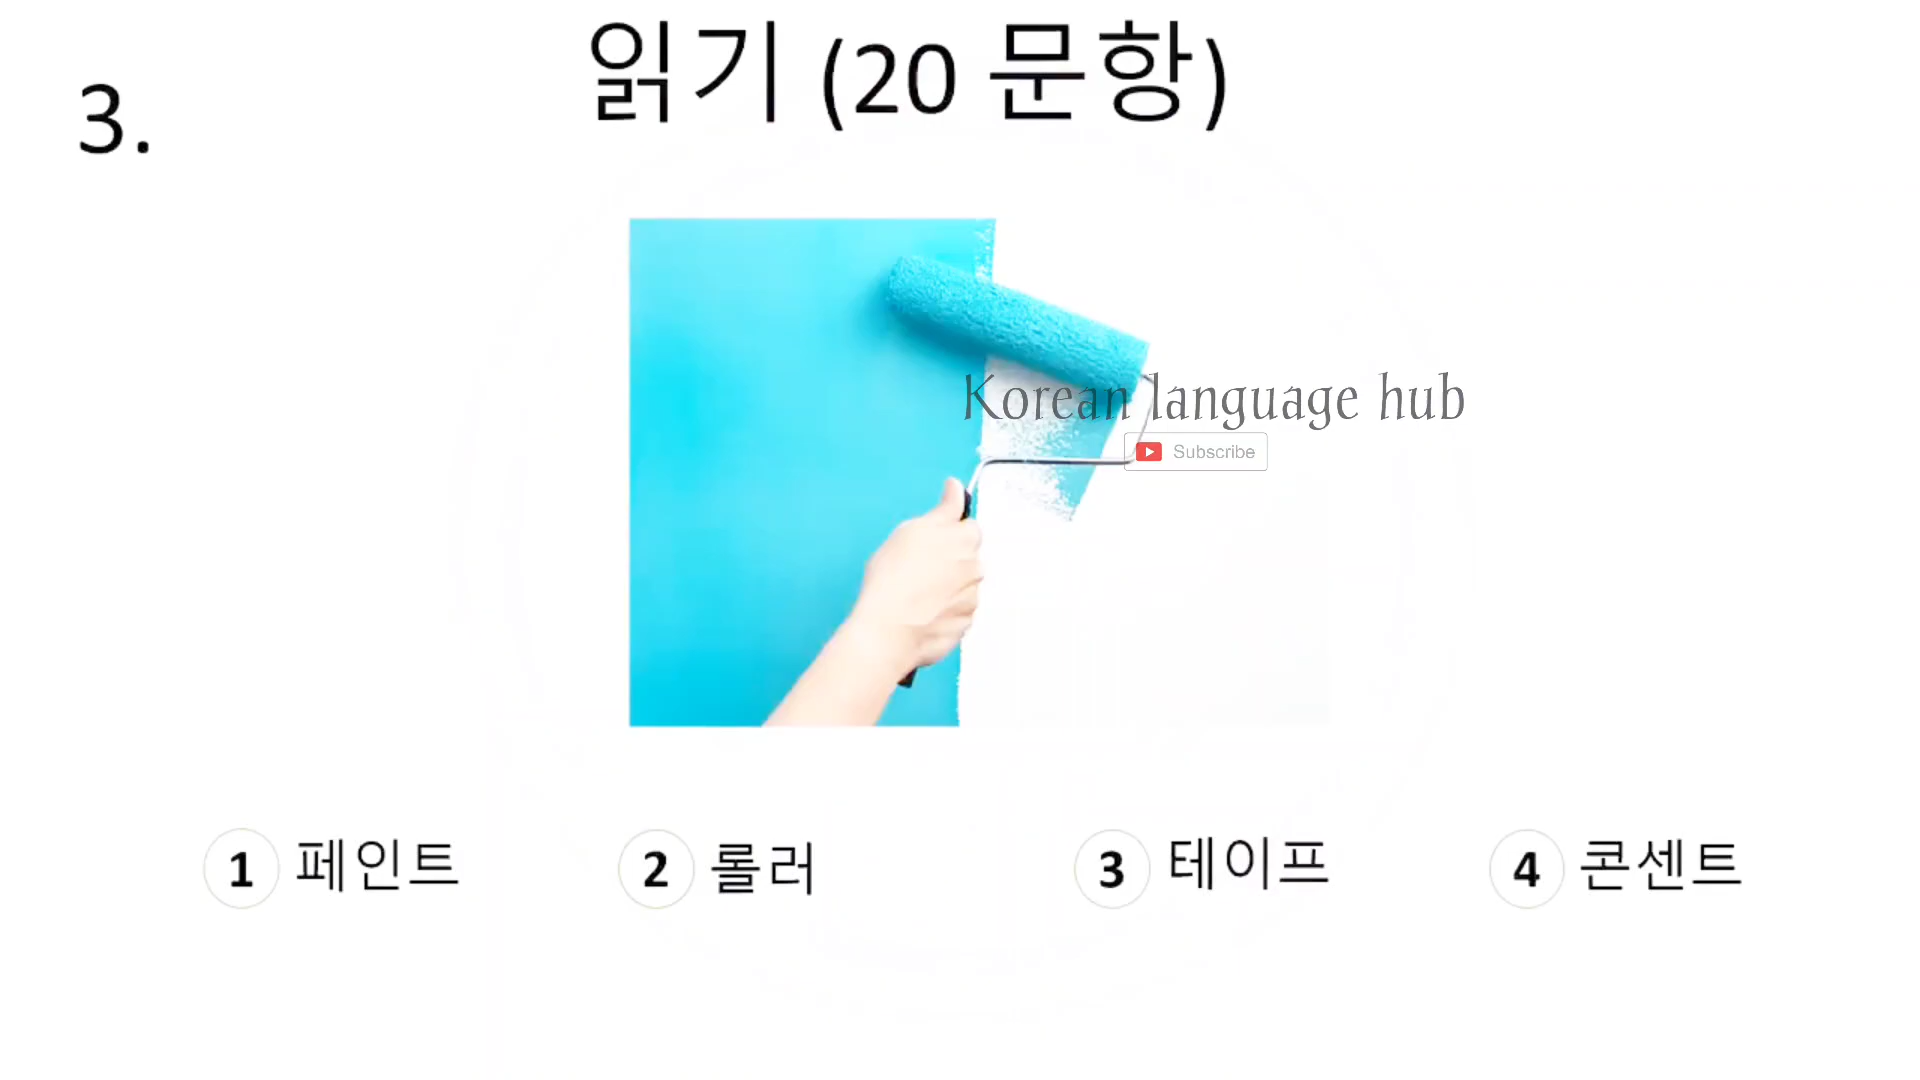 읽기 (20 문항)
3.
Korean language hub
Subscribe
1 페인트
2 롤러
3 테이프
4 콘센트